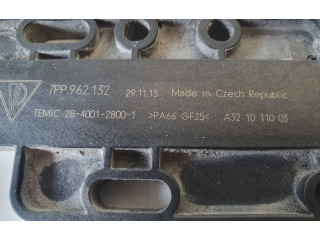 7PP.962.132 29.11.15 Made in Czech Republic
TEMIC 28-4001-2800-1 >PA66 GF25< A32 10 110 03